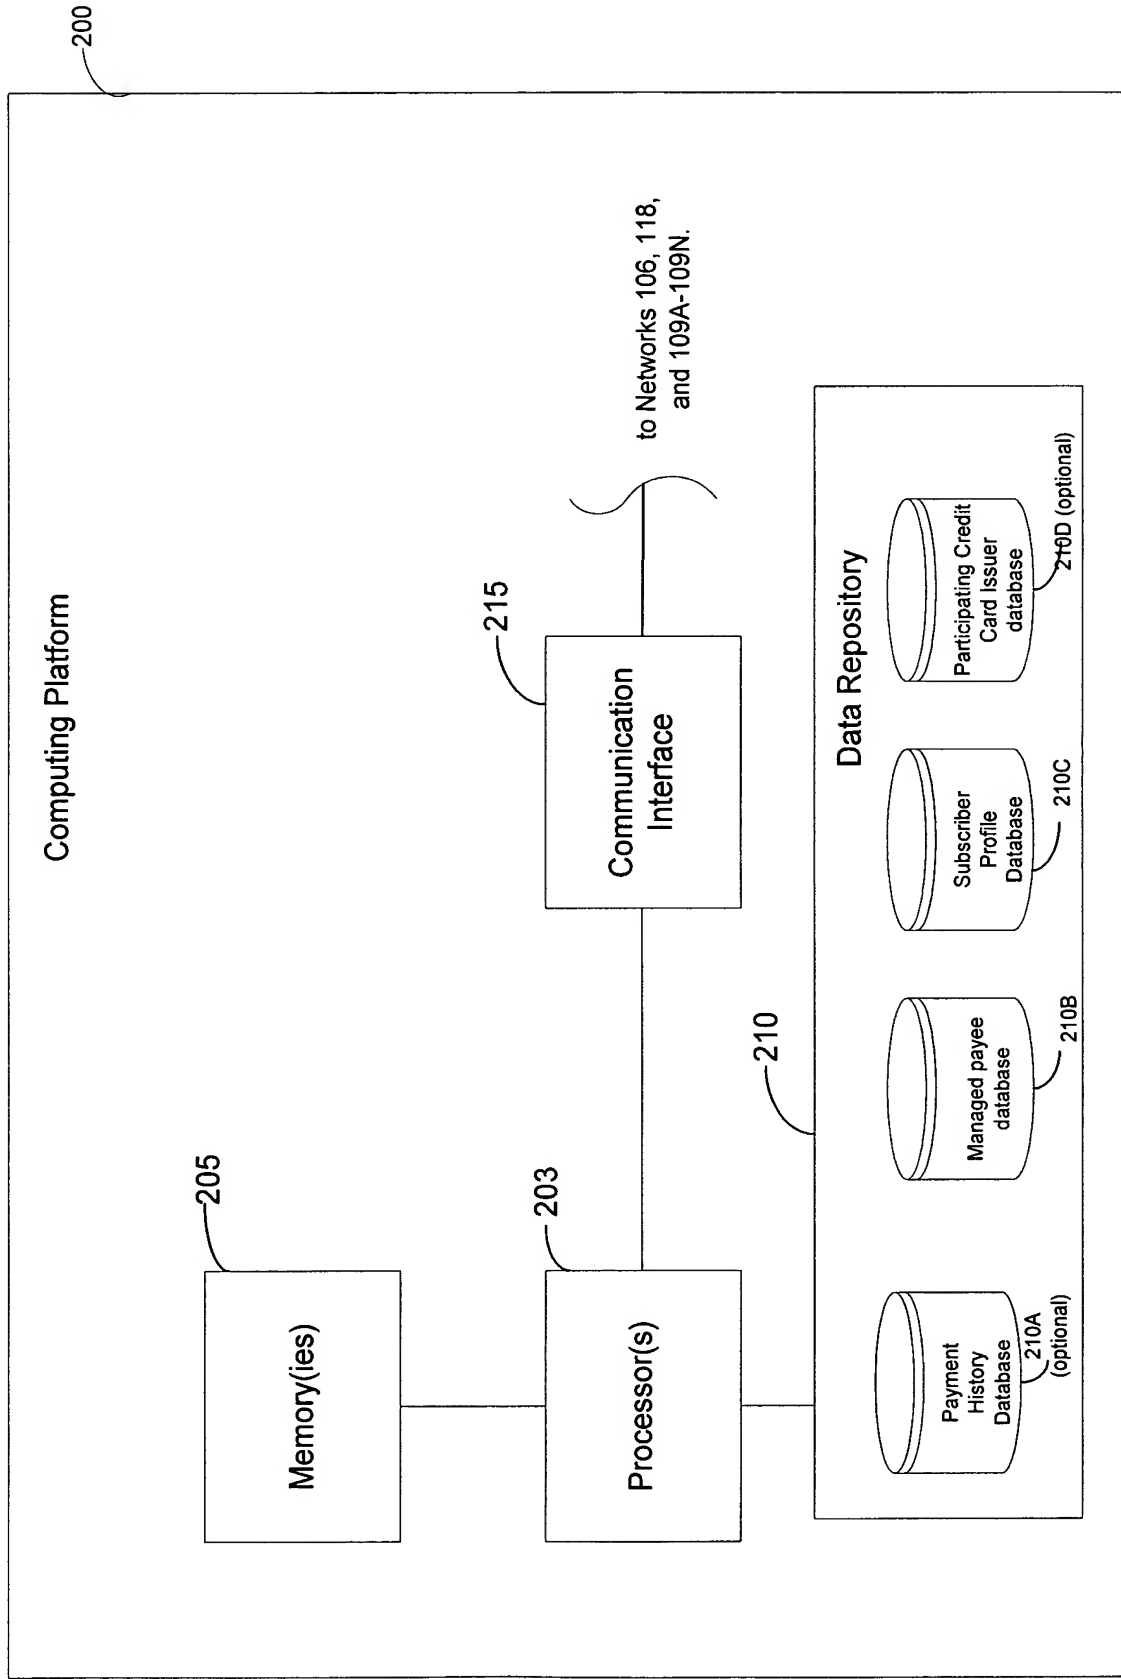 Computing Platform
200
205
Memory(ies)
203
Processor(s)
215
Communication
Interface
to Networks 106, 118,
and 109A-109N.
210
Data Repository
Payment
History
Database
210A
(optional)
Managed payee
database
210B
Subscriber
Profile
Database
210C
Participating Credit
Card Issuer
database
210D (optional)